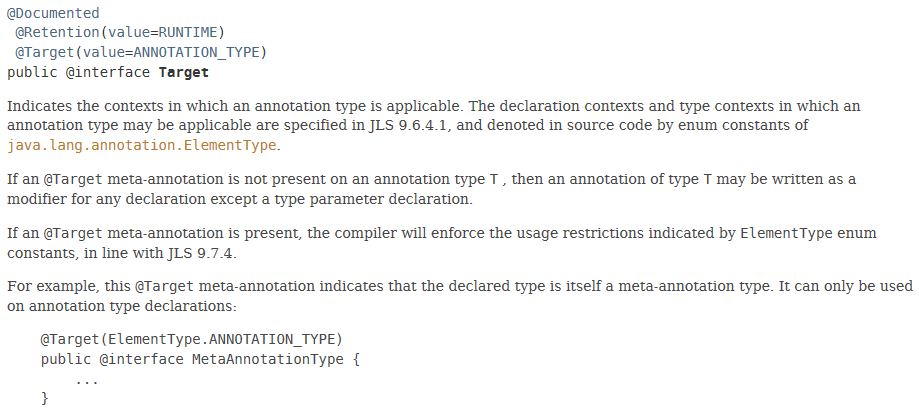 @Documented
@Retention(value=RUNTIME)
@Target(value=ANNOTATION_TYPE)
public @interface Target
Indicates the contexts in which an annotation type is applicable. The declaration contexts and type contexts in which an
annotation type may be applicable are specified in JLS 9.6.4.1, and denoted in source code by enum constants of
java.lang.annotation.ElementType.
If an @Target meta-annotation is not present on an annotation type T , then an annotation of type T may be written as a
modifier for any declaration except a type parameter declaration.
If an @Target meta-annotation is present, the compiler will enforce the usage restrictions indicated by ElementType enum
constants, in line with JLS 9.7.4.
For example, this @Target meta-annotation indicates that the declared type is itself a meta-annotation type. It can only be used
on annotation type declarations:
@Target(ElementType.ANNOTATION_TYPE)
public @interface MetaAnnotationType {
...
}